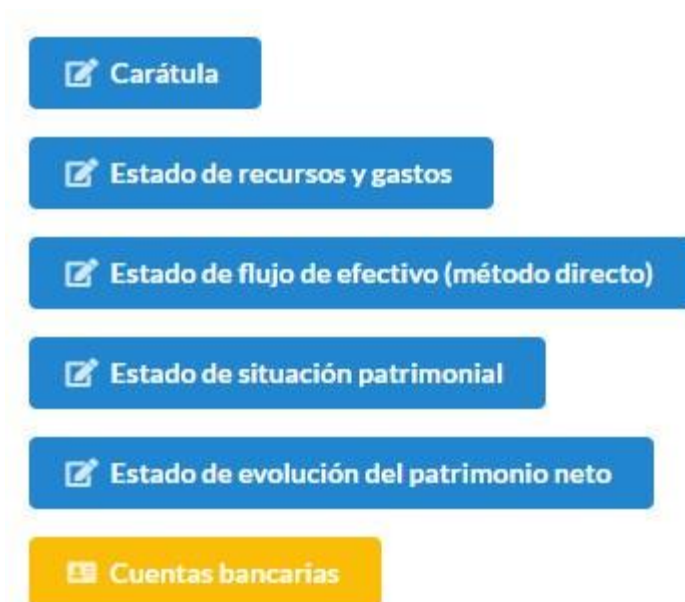 Carátula
Estado de recursos y gastos
Estado de flujo de efectivo (método directo)
Estado de situación patrimonial
Estado de evolución del patrimonio neto
Cuentas bancarias